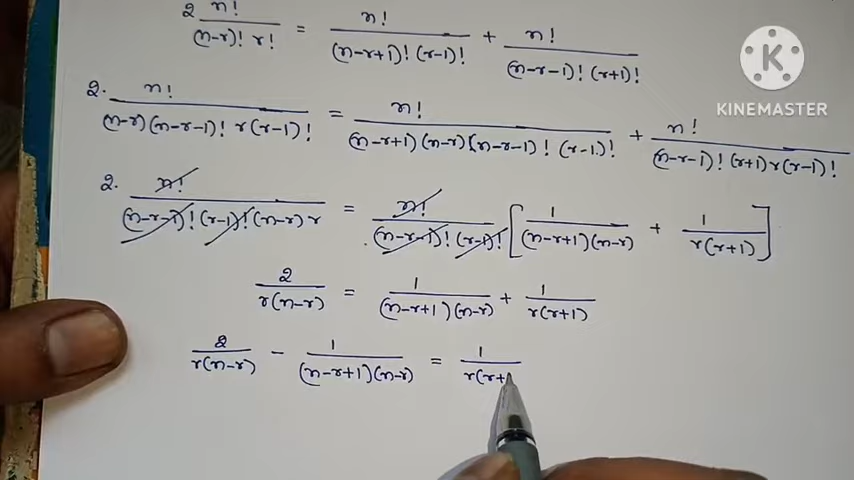 2 n!/((n-r)! r!) = n!/((n-r+1)! (r-1)!) + n!/((n-r-1)! (r+1)!)
2. n!/((n-r)(n-r-1)! r(r-1)!) = n!/((n-r+1)(n-r)(n-r-1)! (r-1)!) + n!/((n-r-1)! (r+1)r(r-1)!)
2. n!/((n-r-1)! (r-1)! (n-r) r) = n!/((n-r-1)! (r-1)!) [1/((n-r+1)(n-r)) + 1/(r(r+1))]
2/(r(n-r)) = 1/((n-r+1)(n-r)) + 1/(r(r+1))
2/(r(n-r)) - 1/((n-r+1)(n-r)) = 1/(r(r+1
KINEMASTER